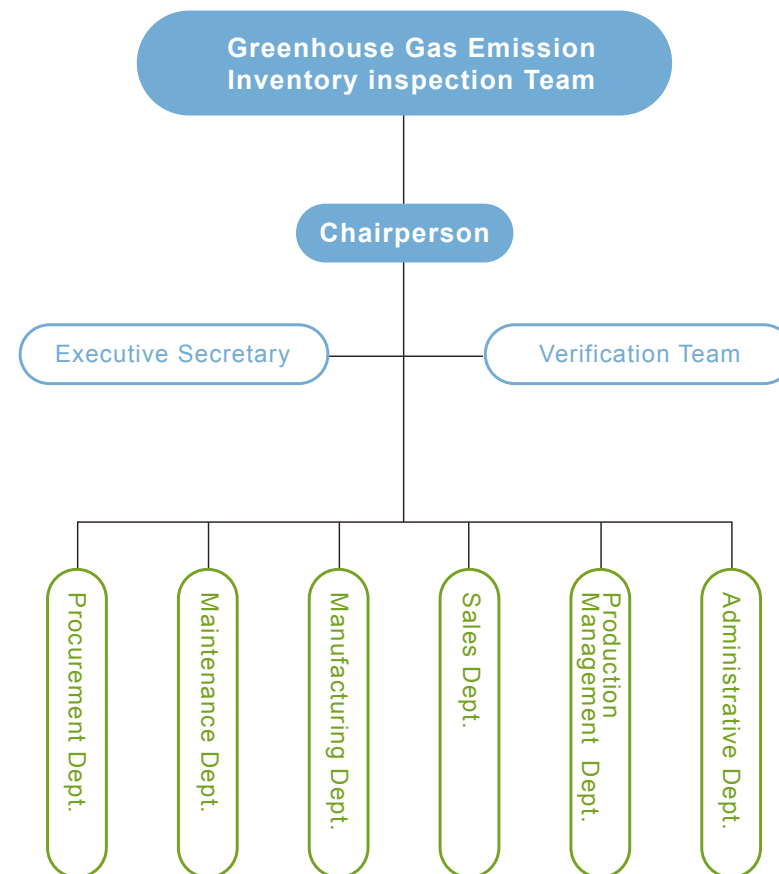 Greenhouse Gas Emission
Inventory inspection Team
Chairperson
Executive Secretary
Verification Team
Procurement Dept.
Maintenance Dept.
Manufacturing Dept.
Sales Dept.
Production
Management Dept.
Administrative Dept.